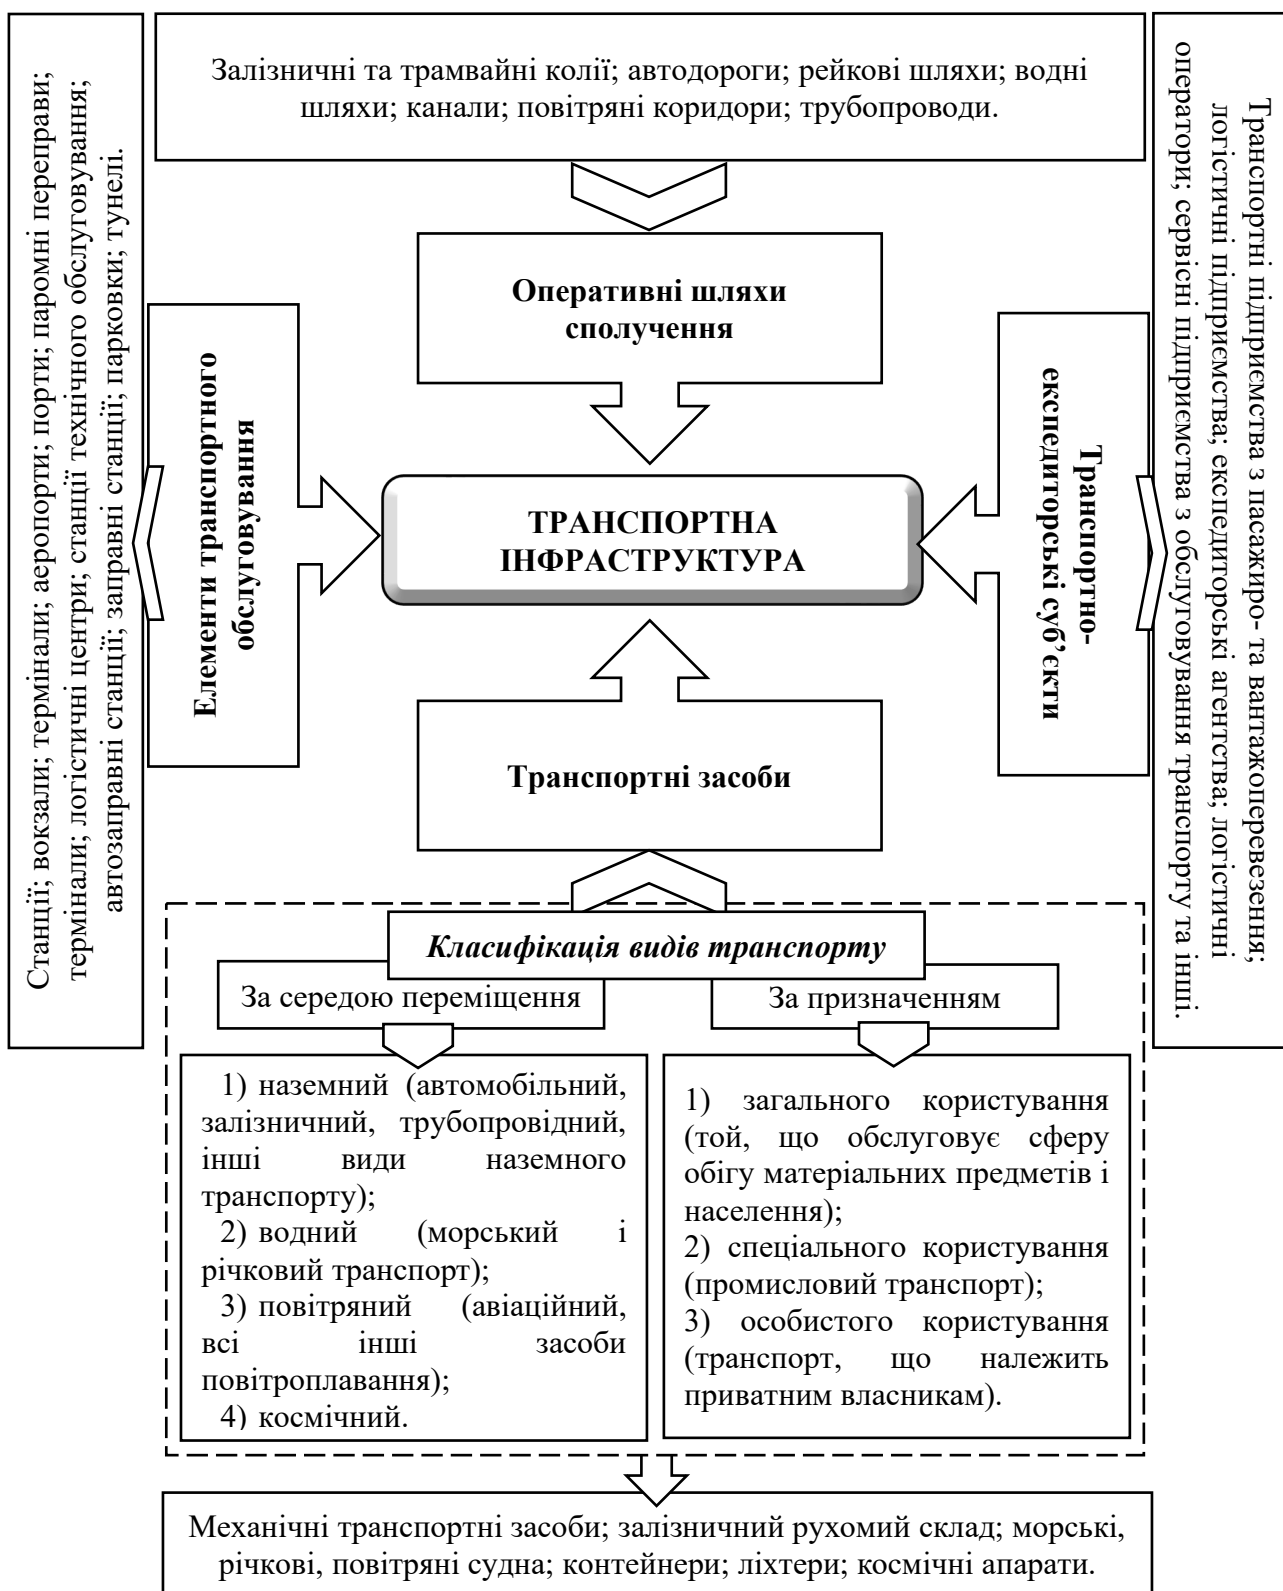 Залізничні та трамвайні колії; автодороги; рейкові шляхи; водні
шляхи; канали; повітряні коридори; трубопроводи.
Станції; вокзали; термінали; аеропорти; порти; паромні переправи;
термінали; логістичні центри; станції технічного обслуговування;
автозаправні станції; заправні станції; парковки; тунелі.
Елементи транспортного
обслуговування
Оперативні шляхи
сполучення
ТРАНСПОРТНА
ІНФРАСТРУКТУРА
Транспортно-
експедиторські суб’єкти
Транспортні підприємства з пасажиро- та вантажоперевезення;
логістичні підприємства; експедиторські агентства; логістичні
оператори; сервісні підприємства з обслуговування транспорту та інші.
Транспортні засоби
Класифікація видів транспорту
За середою переміщення
За призначенням
1) наземний (автомобільний,
залізничний, трубопровідний,
інші види наземного
транспорту);
2) водний (морський і
річковий транспорт);
3) повітряний (авіаційний,
всі інші засоби
повітроплавання);
4) космічний.
1) загального користування
(той, що обслуговує сферу
обігу матеріальних предметів і
населення);
2) спеціального користування
(промисловий транспорт);
3) особистого користування
(транспорт, що належить
приватним власникам).
Механічні транспортні засоби; залізничний рухомий склад; морські,
річкові, повітряні судна; контейнери; ліхтери; космічні апарати.